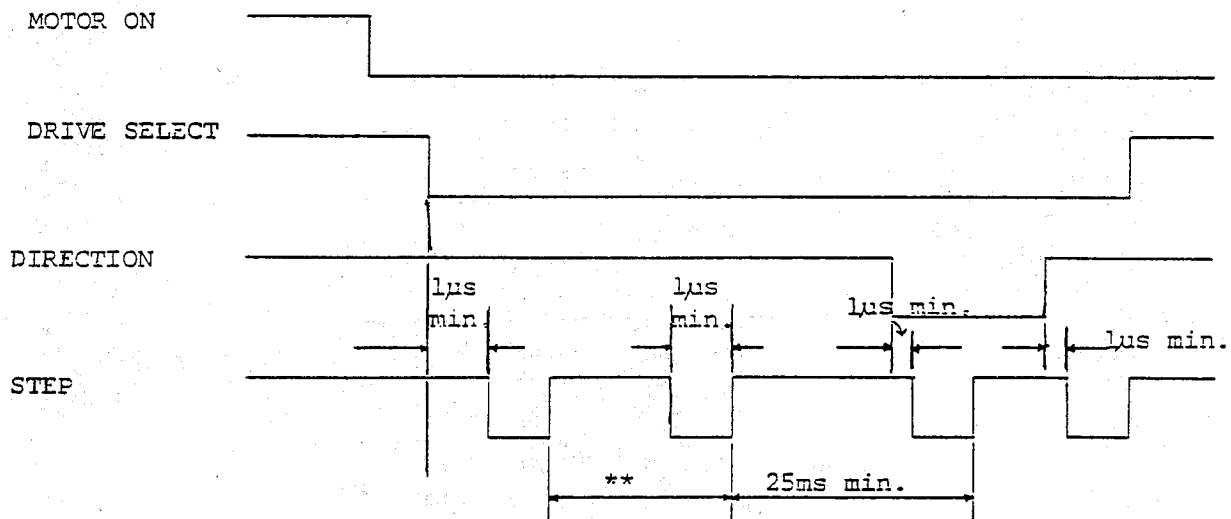 MOTOR ON
DRIVE SELECT
DIRECTION
1µs
min.
1µs
min.
1µs min.
1µs min.
STEP
**
25ms min.